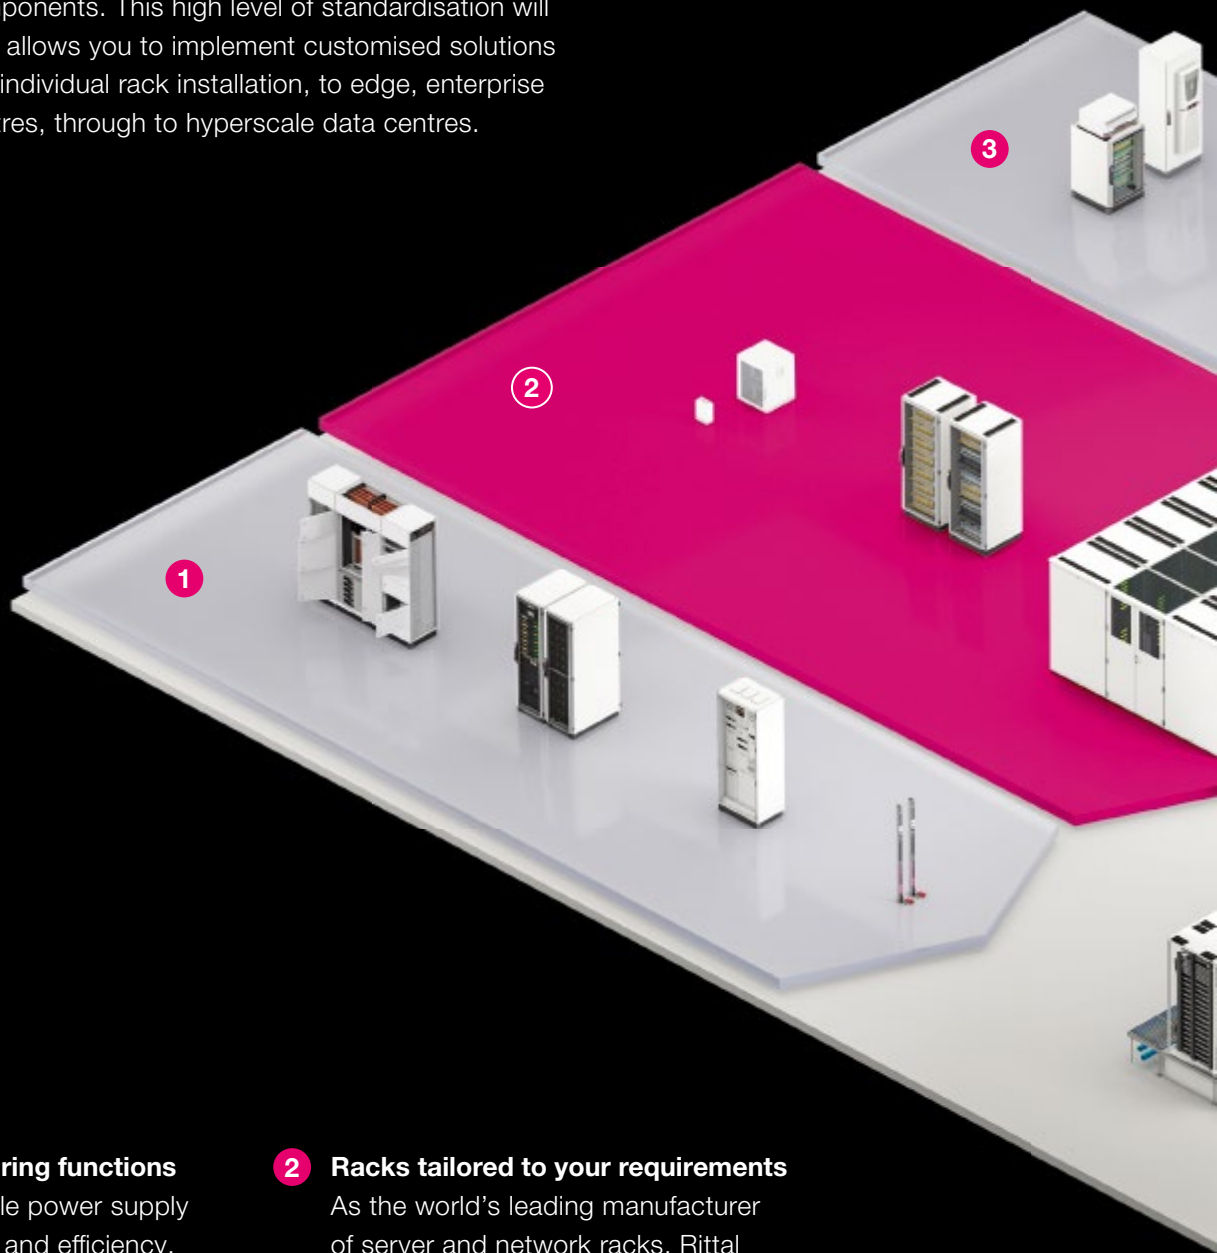 ponents. This high level of standardisation will
allows you to implement customised solutions
individual rack installation, to edge, enterprise
tres, through to hyperscale data centres.
3
2
1
ring functions
le power supply
and efficiency.
2 Racks tailored to your requirements
As the world’s leading manufacturer
of server and network racks, Rittal